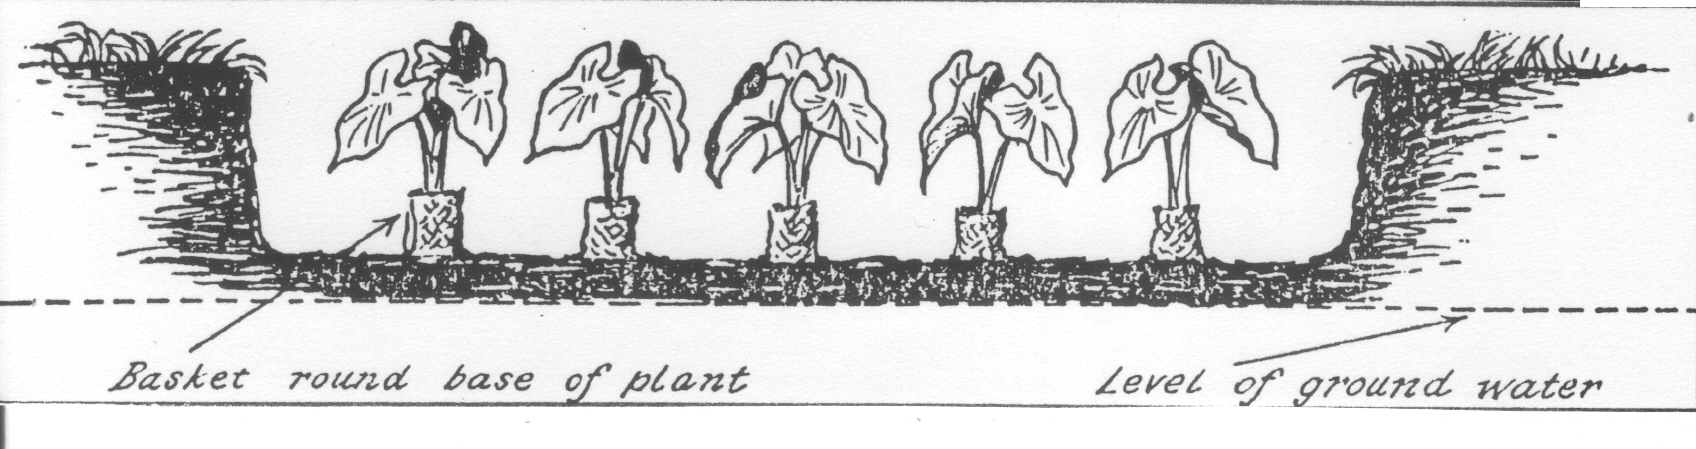 Basket round base of plant
Level of ground water